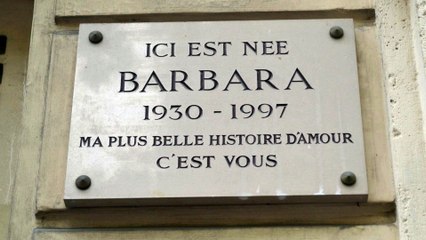 ICI EST NEE
BARBARA
1930 - 1997
MA PLUS BELLE HISTOIRE D'AMOUR
C'EST VOUS